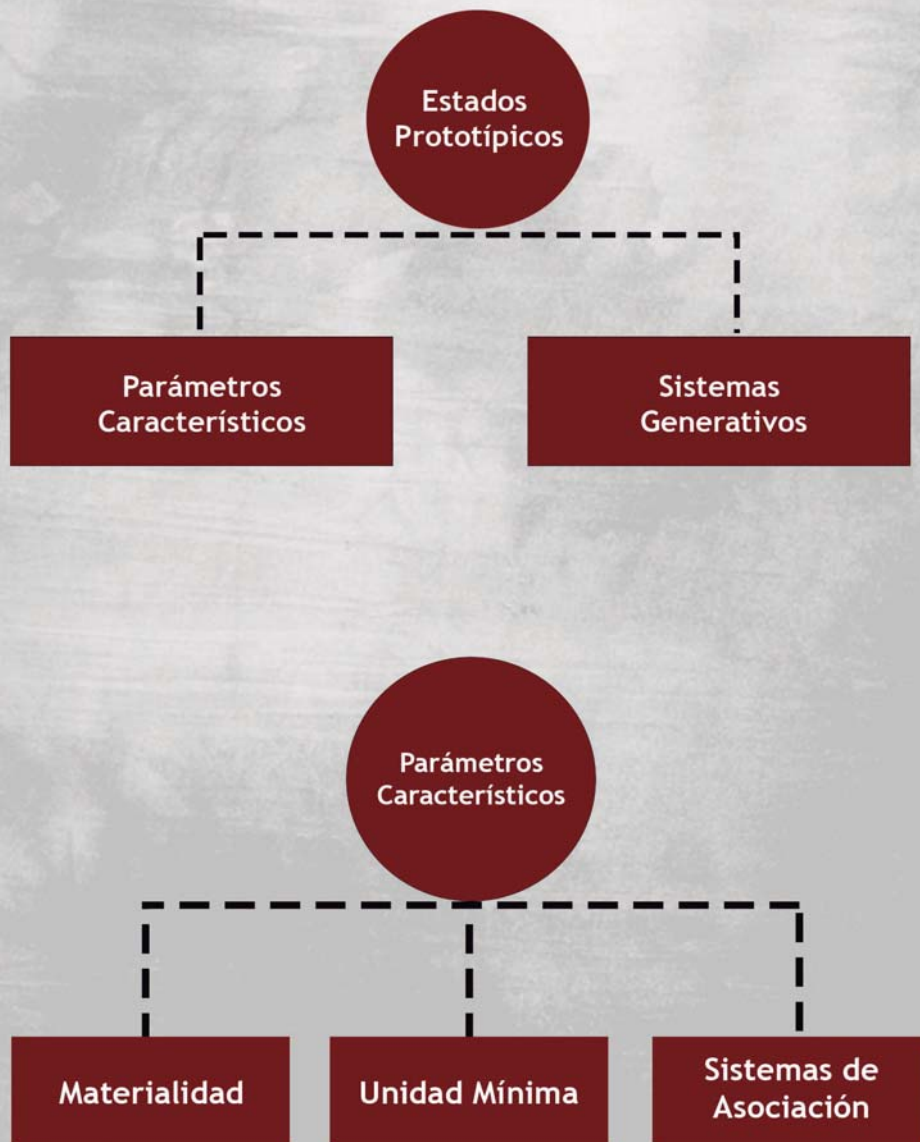 Estados
Prototípicos
Parámetros
Característicos
Sistemas
Generativos
Parámetros
Característicos
Materialidad
Unidad Mínima
Sistemas de
Asociación